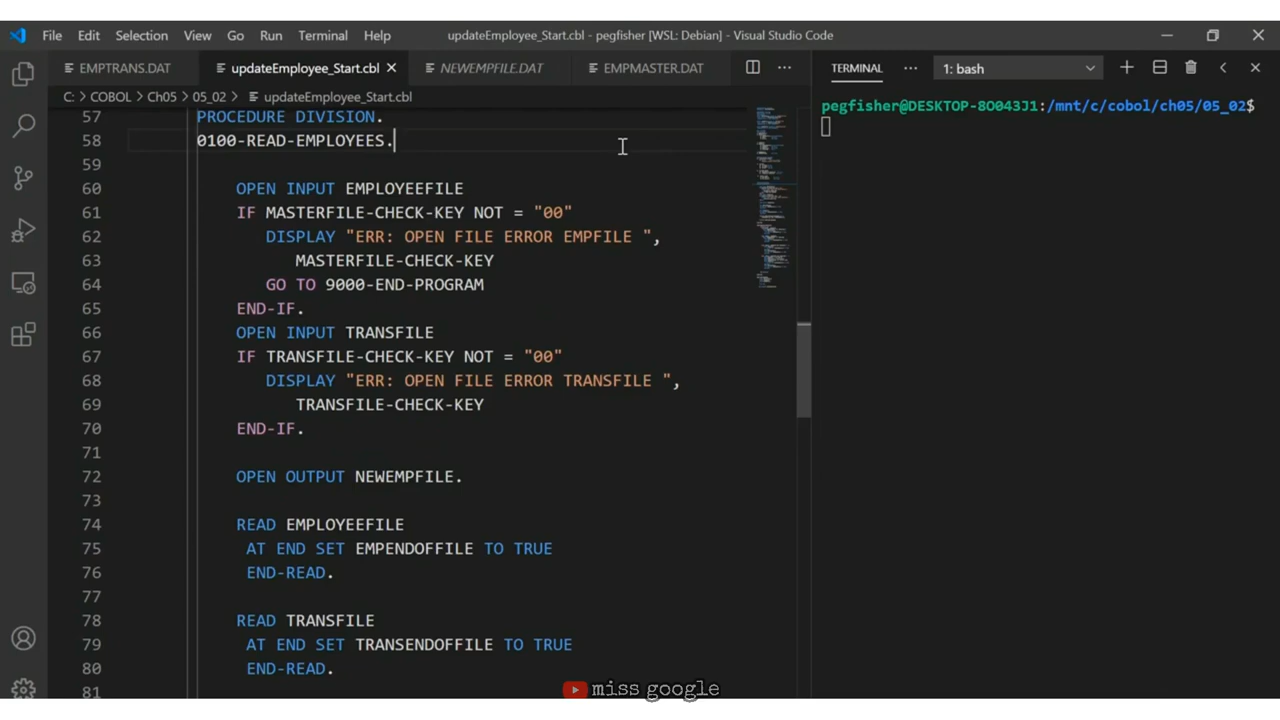 File Edit Selection View Go Run Terminal Help updateEmployee_Start.cbl - pegfisher [WSL: Debian] - Visual Studio Code
EMPTRANS.DAT updateEmployee_Start.cbl NEWEMPFILE.DAT EMPMASTER.DAT TERMINAL 1: bash
C: > COBOL > Ch05 > 05_02 > updateEmployee_Start.cbl
pegfisher@DESKTOP-8O043J1:/mnt/c/cobol/ch05/05_02$
57 PROCEDURE DIVISION.
58 0100-READ-EMPLOYEES.
59
60 OPEN INPUT EMPLOYEEFILE
61 IF MASTERFILE-CHECK-KEY NOT = "00"
62 DISPLAY "ERR: OPEN FILE ERROR EMPFILE ",
63 MASTERFILE-CHECK-KEY
64 GO TO 9000-END-PROGRAM
65 END-IF.
66 OPEN INPUT TRANSFILE
67 IF TRANSFILE-CHECK-KEY NOT = "00"
68 DISPLAY "ERR: OPEN FILE ERROR TRANSFILE ",
69 TRANSFILE-CHECK-KEY
70 END-IF.
71
72 OPEN OUTPUT NEWEMPFILE.
73
74 READ EMPLOYEEFILE
75 AT END SET EMPENDOFFILE TO TRUE
76 END-READ.
77
78 READ TRANSFILE
79 AT END SET TRANSENDOFFILE TO TRUE
80 END-READ.
81
miss google